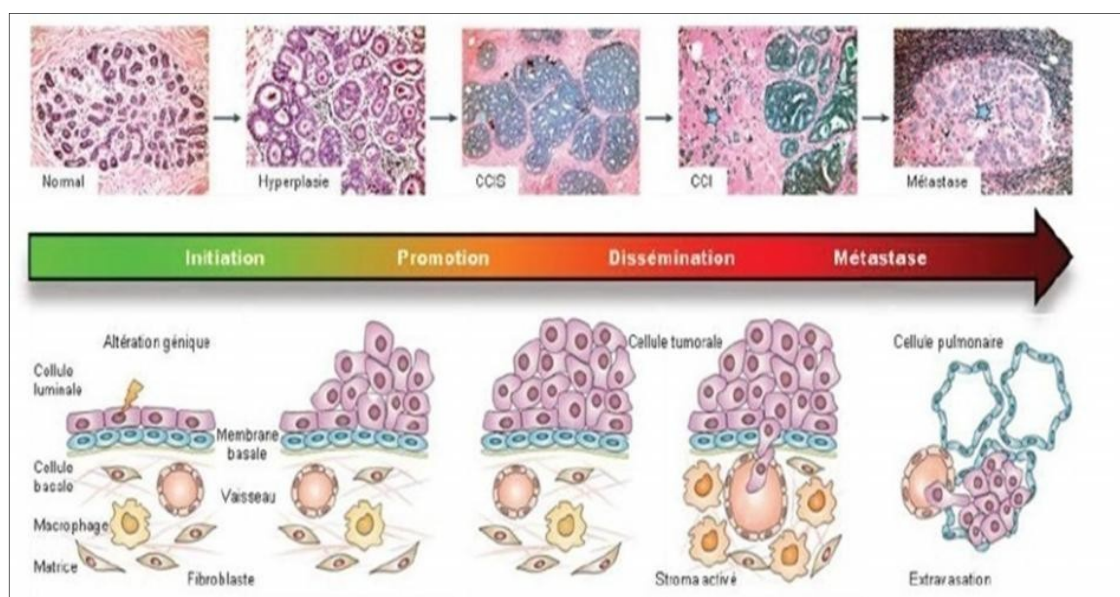 Normal
Hyperplasie
CCIS
CCI
Métastase
Initiation
Promotion
Dissémination
Métastase
Altération génique
Cellule tumorale
Cellule pulmonaire
Cellule
luminale
Membrane
basale
Cellule
basale
Vaisseau
Macrophage
Matrice
Fibroblaste
Stroma activé
Extravasation